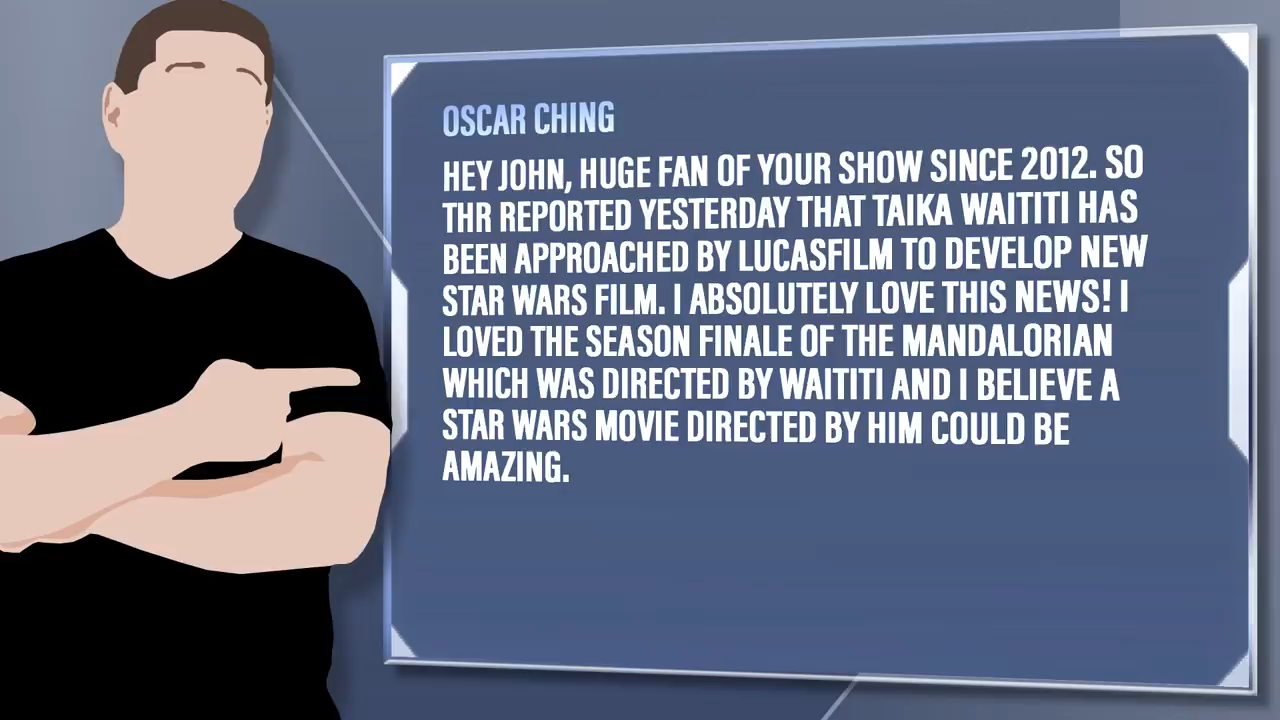 OSCAR CHING
HEY JOHN, HUGE FAN OF YOUR SHOW SINCE 2012. SO
THR REPORTED YESTERDAY THAT TAIKA WAITITI HAS
BEEN APPROACHED BY LUCASFILM TO DEVELOP NEW
STAR WARS FILM. I ABSOLUTELY LOVE THIS NEWS! I
LOVED THE SEASON FINALE OF THE MANDALORIAN
WHICH WAS DIRECTED BY WAITITI AND I BELIEVE A
STAR WARS MOVIE DIRECTED BY HIM COULD BE
AMAZING.